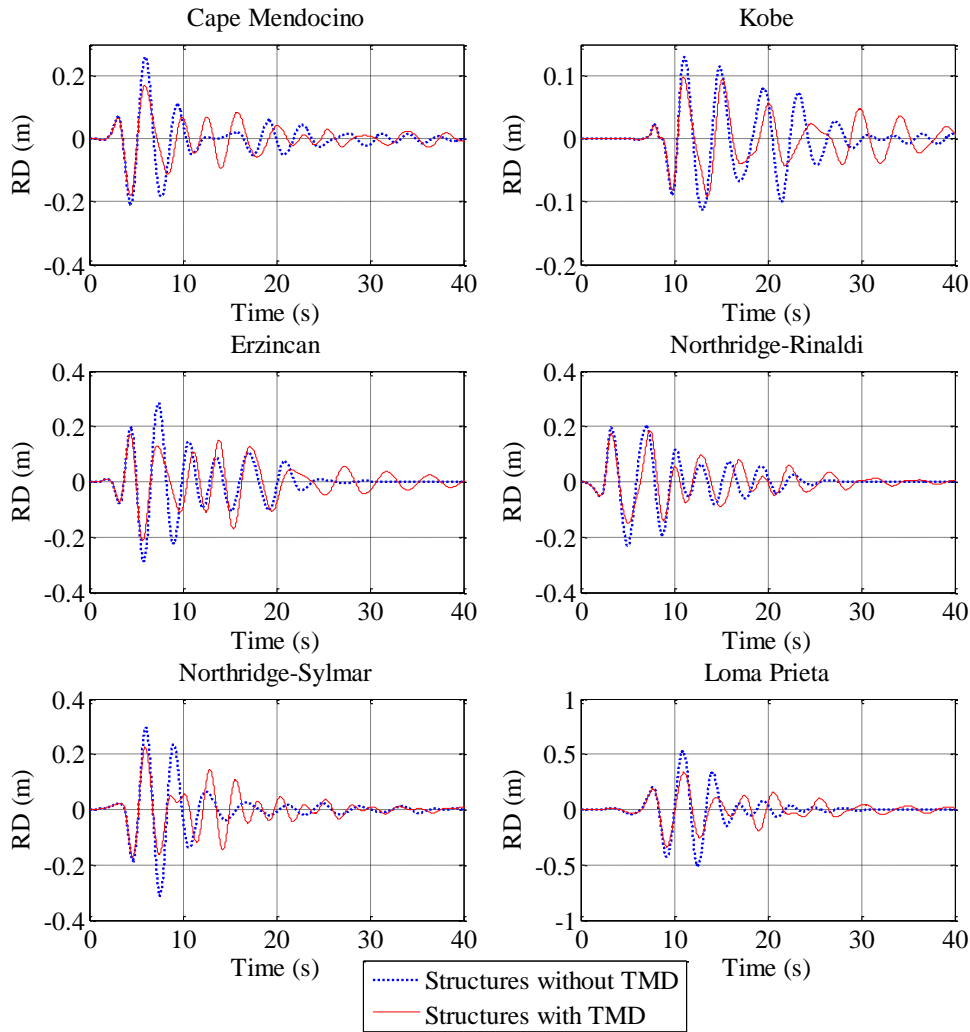 Cape Mendocino
0.2
0
-0.2
-0.4
RD (m)
0 10 20 30 40
Time (s)
Kobe
0.1
0
-0.1
-0.2
RD (m)
0 10 20 30 40
Time (s)
Erzincan
0.4
0.2
0
-0.2
-0.4
RD (m)
0 10 20 30 40
Time (s)
Northridge-Rinaldi
0.4
0.2
0
-0.2
-0.4
RD (m)
0 10 20 30 40
Time (s)
Northridge-Sylmar
0.4
0.2
0
-0.2
-0.4
RD (m)
0 10 20 30 40
Time (s)
Loma Prieta
1
0.5
0
-0.5
-1
RD (m)
0 10 20 30 40
Time (s)
Structures without TMD
Structures with TMD